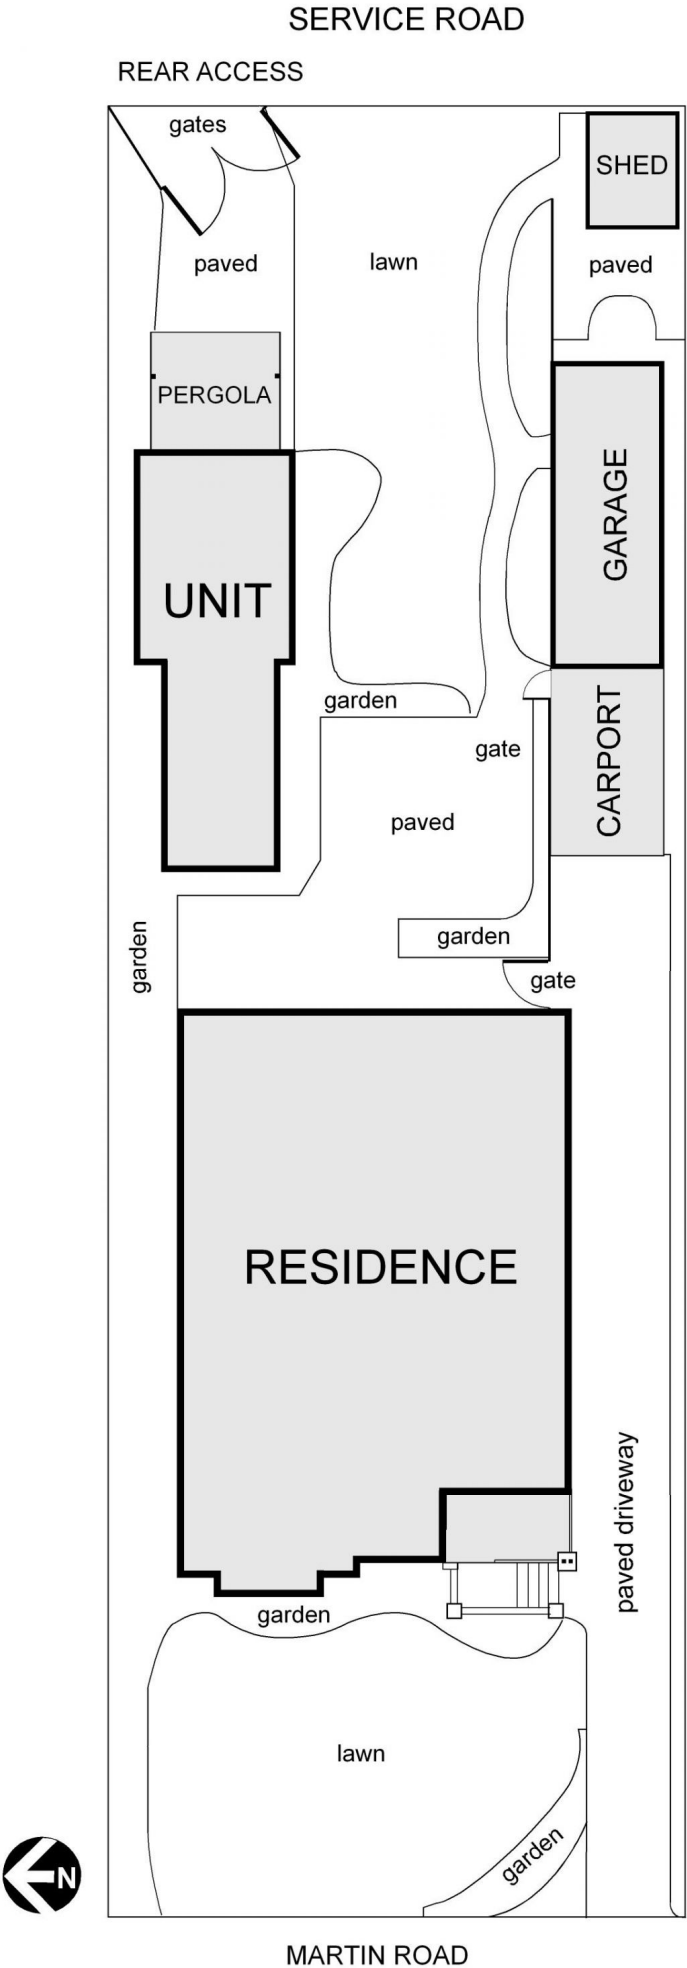 SERVICE ROAD
REAR ACCESS
gates
SHED
paved
lawn
paved
PERGOLA
GARAGE
UNIT
garden
CARPORT
gate
paved
garden
garden
gate
RESIDENCE
paved driveway
garden
lawn
garden
N
MARTIN ROAD